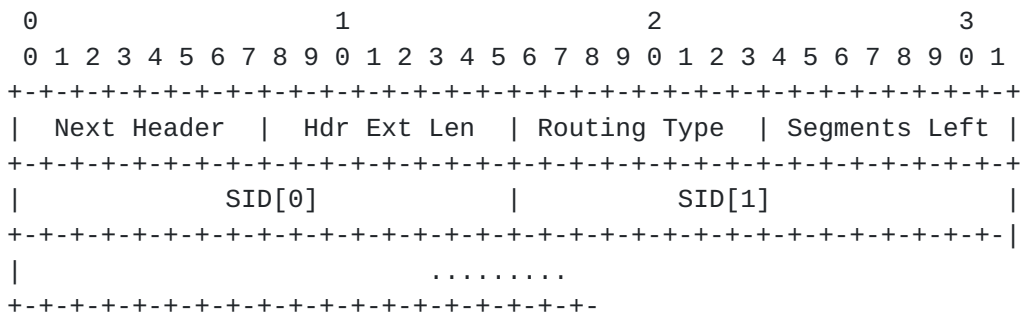 0                   1                   2                   3
 0 1 2 3 4 5 6 7 8 9 0 1 2 3 4 5 6 7 8 9 0 1 2 3 4 5 6 7 8 9 0 1
+-+-+-+-+-+-+-+-+-+-+-+-+-+-+-+-+-+-+-+-+-+-+-+-+-+-+-+-+-+-+-+-+
|  Next Header  |  Hdr Ext Len  | Routing Type  | Segments Left |
+-+-+-+-+-+-+-+-+-+-+-+-+-+-+-+-+-+-+-+-+-+-+-+-+-+-+-+-+-+-+-+-+
|             SID[0]            |          SID[1]               |
+-+-+-+-+-+-+-+-+-+-+-+-+-+-+-+-+-+-+-+-+-+-+-+-+-+-+-+-+-+-+-+-|
|                          .........
+-+-+-+-+-+-+-+-+-+-+-+-+-+-+-+-+-+-+-